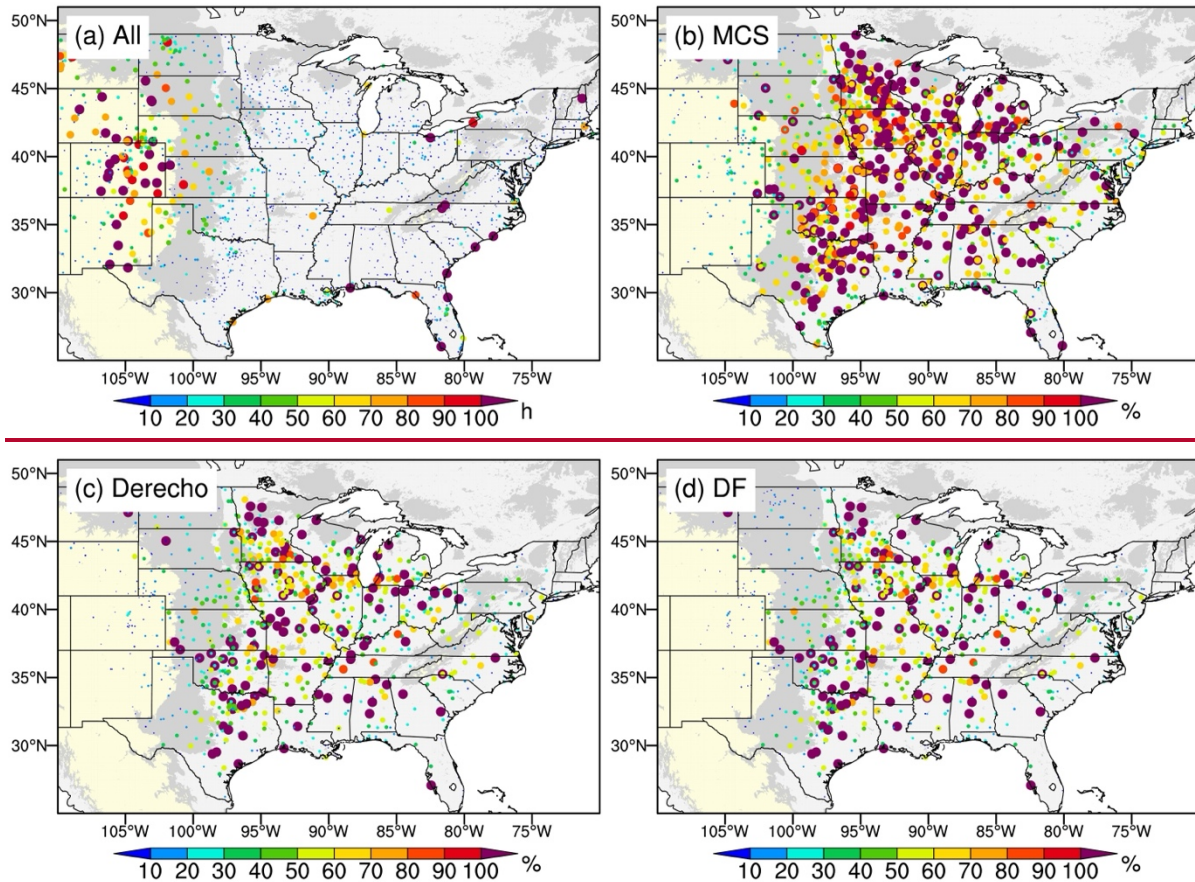 (a) All
(b) MCS
50°N
45°N
40°N
35°N
30°N
50°N
45°N
40°N
35°N
30°N
105°W 100°W 95°W 90°W 85°W 80°W 75°W
105°W 100°W 95°W 90°W 85°W 80°W 75°W
10 20 30 40 50 60 70 80 90 100 h
10 20 30 40 50 60 70 80 90 100 %
(c) Derecho
(d) DF
50°N
45°N
40°N
35°N
30°N
50°N
45°N
40°N
35°N
30°N
105°W 100°W 95°W 90°W 85°W 80°W 75°W
105°W 100°W 95°W 90°W 85°W 80°W 75°W
10 20 30 40 50 60 70 80 90 100 %
10 20 30 40 50 60 70 80 90 100 %